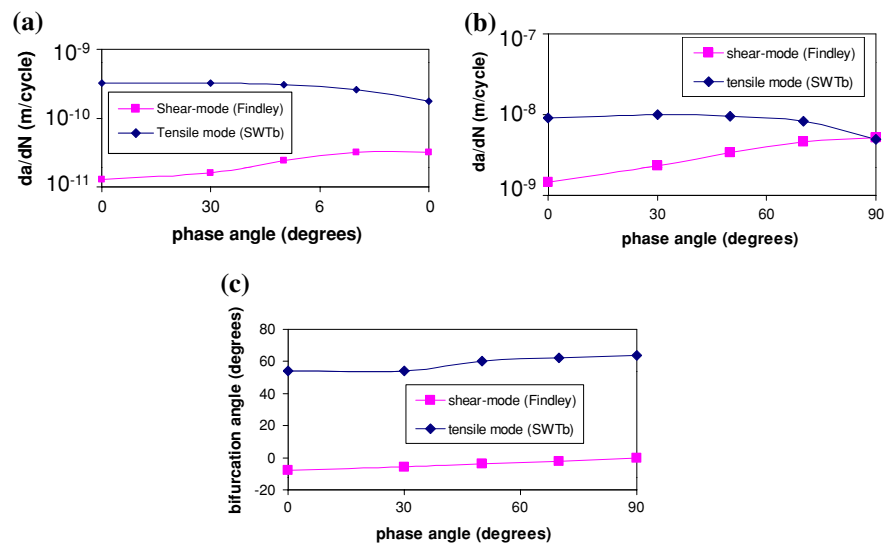 (a)
10-9
10-10
10-11
da/dN (m/cycle)
Shear-mode (Findley)
Tensile mode (SWTb)
0 30 6 0
phase angle (degrees)
(b)
10-7
10-8
10-9
da/dN (m/cycle)
shear-mode (Findley)
tensile mode (SWTb)
0 30 60 90
phase angle (degrees)
(c)
80
60
40
20
0
-20
bifurcation angle (degrees)
shear-mode (Findley)
tensile mode (SWTb)
0 30 60 90
phase angle (degrees)